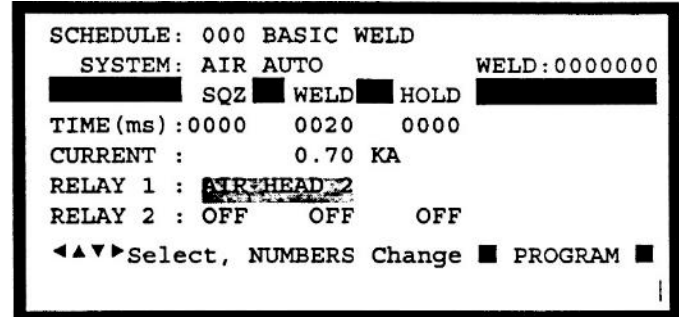 SCHEDULE: 000 BASIC WELD
SYSTEM: AIR AUTO WELD:0000000
SQZ WELD HOLD
TIME(ms):0000 0020 0000
CURRENT : 0.70 KA
RELAY 1 : AIR-HEAD 2
RELAY 2 : OFF OFF OFF
◀▲▼▶Select, NUMBERS Change ■ PROGRAM ■